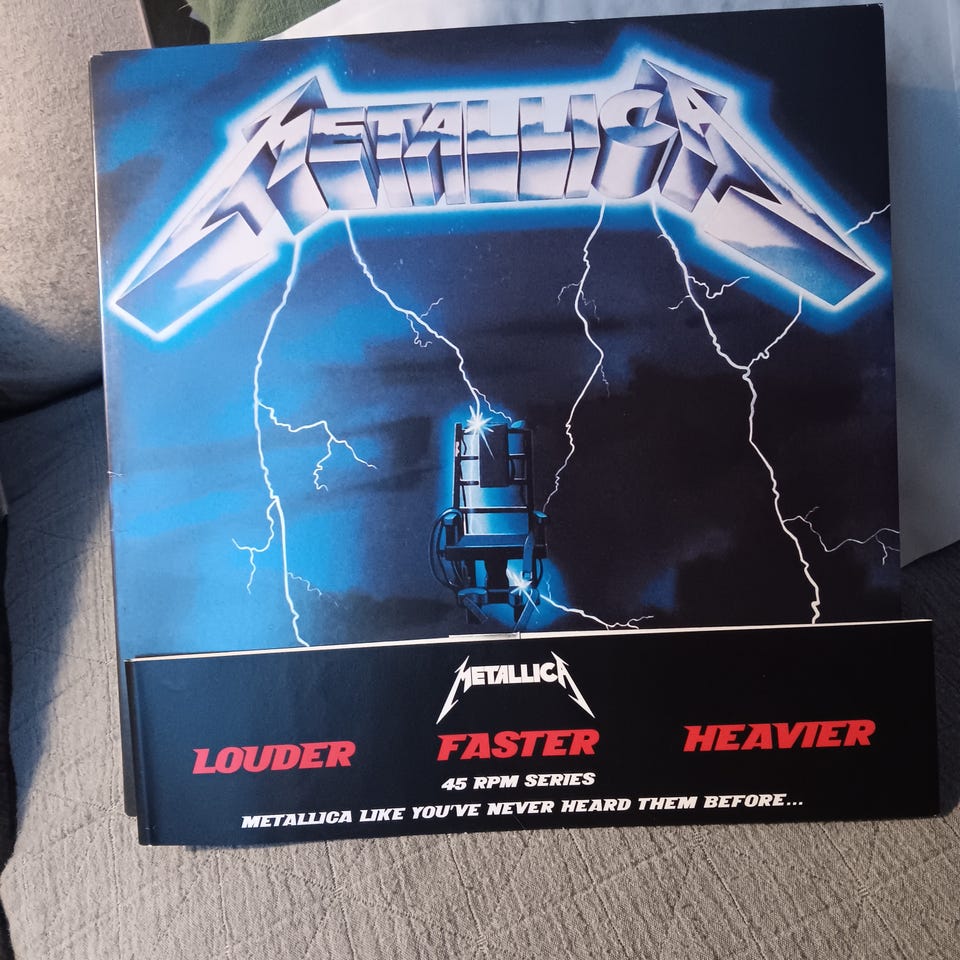 METALLICA
METALLICA
LOUDER FASTER HEAVIER
45 RPM SERIES
METALLICA LIKE YOU'VE NEVER HEARD THEM BEFORE...